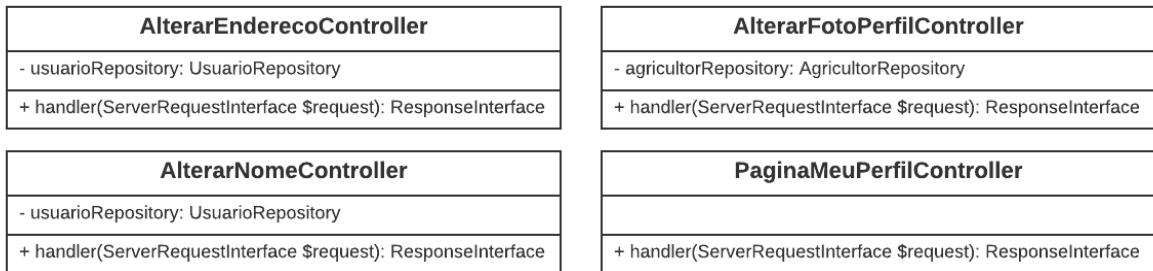 AlterarEnderecoController
- usuarioRepository: UsuarioRepository
+ handler(ServerRequestInterface $request): ResponseInterface
AlterarFotoPerfilController
- agricultorRepository: AgricultorRepository
+ handler(ServerRequestInterface $request): ResponseInterface
AlterarNomeController
- usuarioRepository: UsuarioRepository
+ handler(ServerRequestInterface $request): ResponseInterface
PaginaMeuPerfilController
+ handler(ServerRequestInterface $request): ResponseInterface